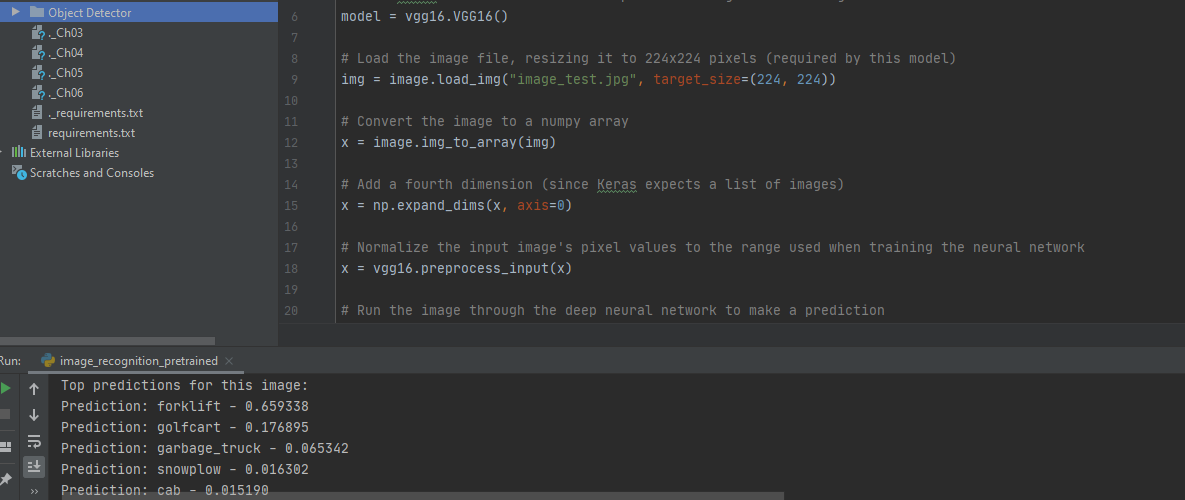 Object Detector
._Ch03
._Ch04
._Ch05
._Ch06
._requirements.txt
requirements.txt
External Libraries
Scratches and Consoles
6 model = vgg16.VGG16()
7
8 # Load the image file, resizing it to 224x224 pixels (required by this model)
9 img = image.load_img("image_test.jpg", target_size=(224, 224))
10
11 # Convert the image to a numpy array
12 x = image.img_to_array(img)
13
14 # Add a fourth dimension (since Keras expects a list of images)
15 x = np.expand_dims(x, axis=0)
16
17 # Normalize the input image's pixel values to the range used when training the neural network
18 x = vgg16.preprocess_input(x)
19
20 # Run the image through the deep neural network to make a prediction
Run: image_recognition_pretrained
Top predictions for this image:
Prediction: forklift - 0.659338
Prediction: golfcart - 0.176895
Prediction: garbage_truck - 0.065342
Prediction: snowplow - 0.016302
Prediction: cab - 0.015190